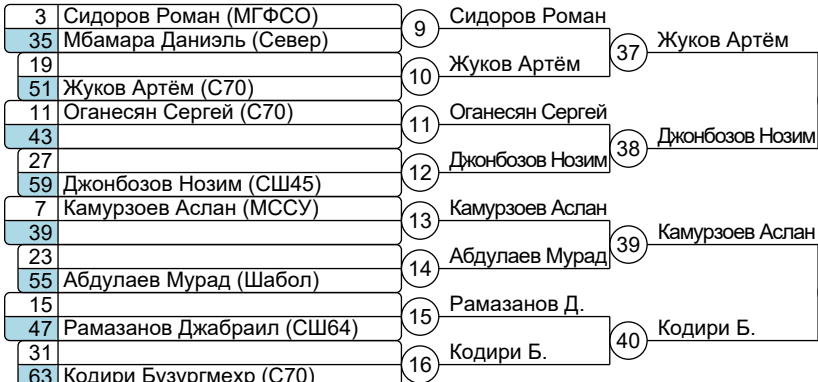 3 Сидоров Роман (МГФСО)
35 Мбамара Даниэль (Север)
9 Сидоров Роман
19
51 Жуков Артём (С70)
10 Жуков Артём
37 Жуков Артём
11 Оганесян Сергей (С70)
43
11 Оганесян Сергей
27
59 Джонбозов Нозим (СШ45)
12 Джонбозов Нозим
38 Джонбозов Нозим
7 Камурзоев Аслан (МССУ)
39
13 Камурзоев Аслан
23
55 Абдулаев Мурад (Шабол)
14 Абдулаев Мурад
39 Камурзоев Аслан
15
47 Рамазанов Джабраил (СШ64)
15 Рамазанов Д.
31
63 Кодири Бузургмехр (С70)
16 Кодири Б.
40 Кодири Б.